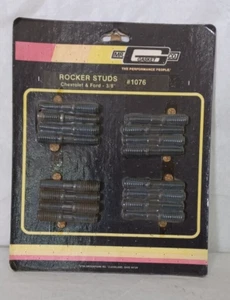 MR. GASKET CO.
THE PERFORMANCE PEOPLE
ROCKER STUDS #1076
Chevrolet & Ford - 3/8"